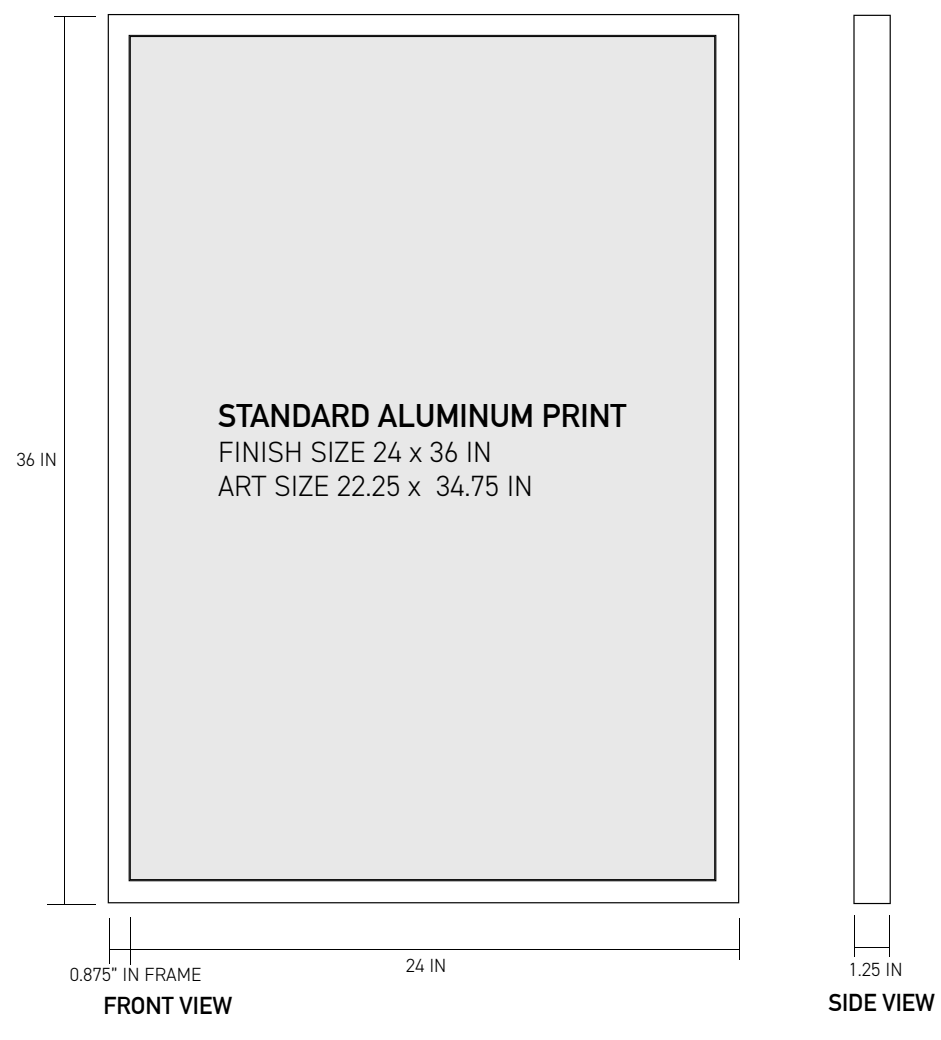 STANDARD ALUMINUM PRINT
FINISH SIZE 24 x 36 IN
ART SIZE 22.25 x  34.75 IN
36 IN
24 IN
0.875" IN FRAME
FRONT VIEW
1.25 IN
SIDE VIEW